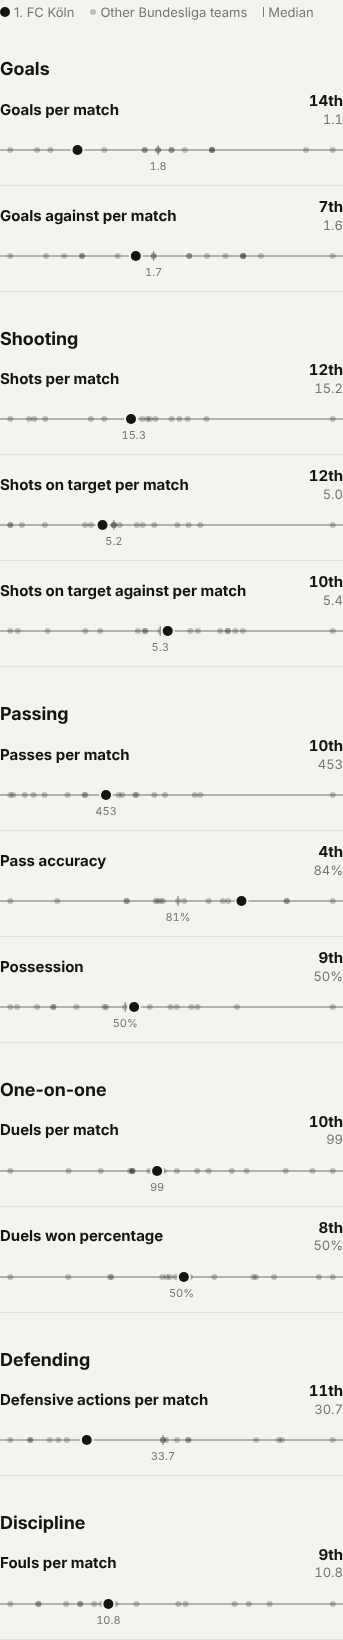 1. FC Köln Other Bundesliga teams Median
Goals
Goals per match 14th
1.1
1.8
Goals against per match 7th
1.6
1.7
Shooting
Shots per match 12th
15.2
15.3
Shots on target per match 12th
5.0
5.2
Shots on target against per match 10th
5.4
5.3
Passing
Passes per match 10th
453
453
Pass accuracy 4th
84%
81%
Possession 9th
50%
50%
One-on-one
Duels per match 10th
99
99
Duels won percentage 8th
50%
50%
Defending
Defensive actions per match 11th
30.7
33.7
Discipline
Fouls per match 9th
10.8
10.8